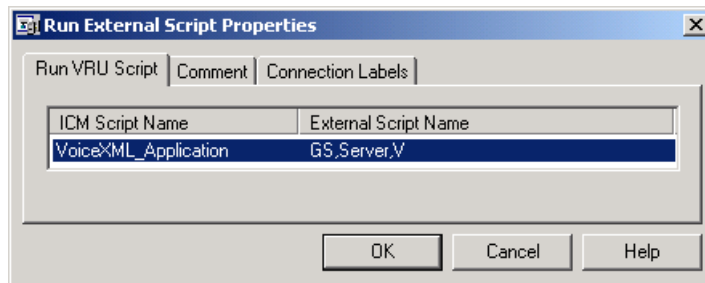 Run External Script Properties
Run VRU Script Comment Connection Labels
ICM Script Name External Script Name
VoiceXML_Application GS,Server,V
OK Cancel Help